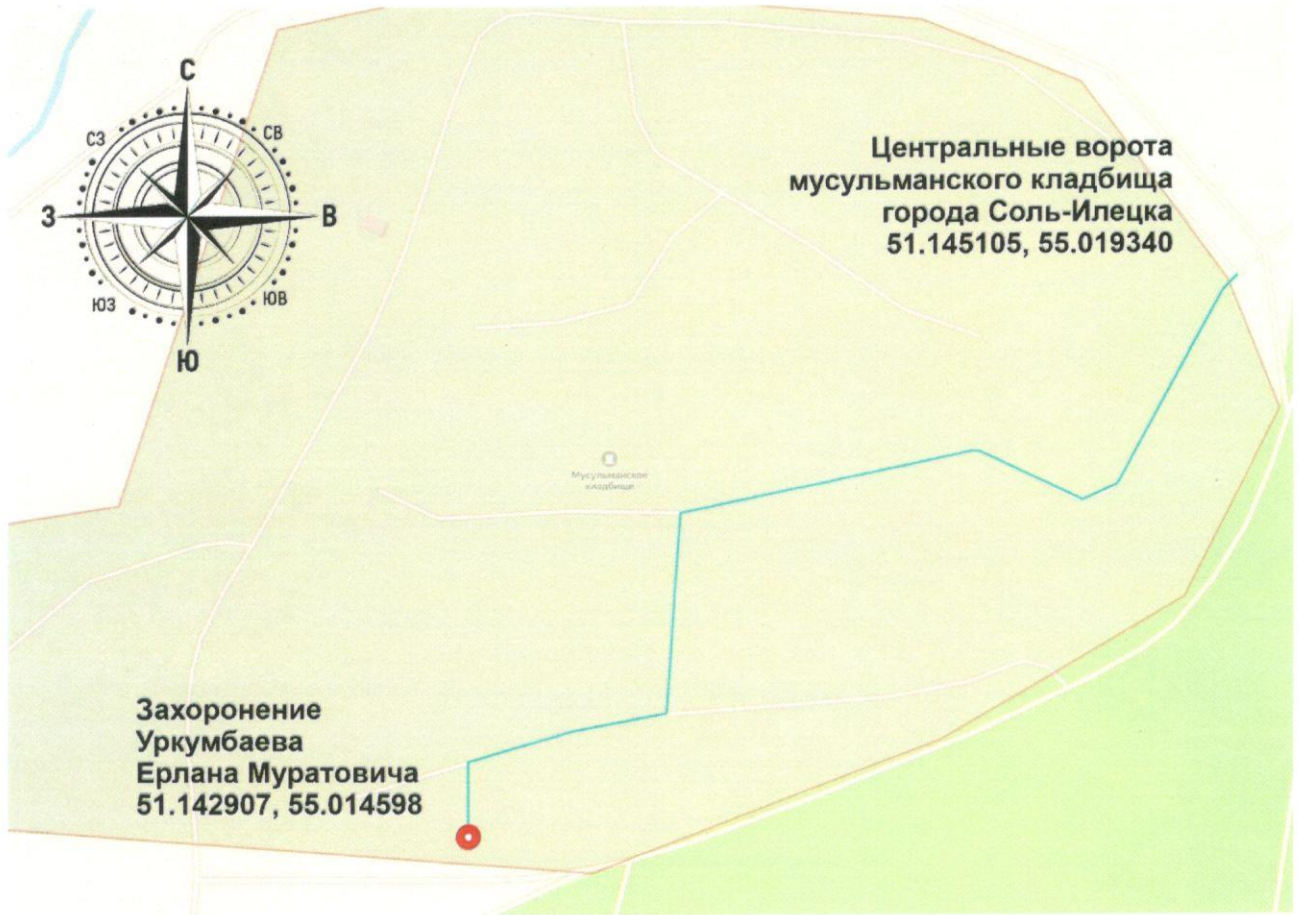 С
СЗ
СВ
З
В
ЮЗ
ЮВ
Ю
Центральные ворота
мусульманского кладбища
города Соль-Илецка
51.145105, 55.019340
Мусульманское
кладбище
Захоронение
Уркумбаева
Ерлана Муратовича
51.142907, 55.014598